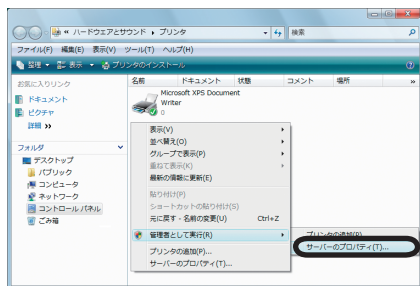 « ハードウェアとサウンド ▸ プリンタ
検索
ファイル(F) 編集(E) 表示(V) ツール(T) ヘルプ(H)
整理 表示 プリンタのインストール
お気に入りリンク
ドキュメント
ピクチャ
詳細 »
フォルダ
デスクトップ
パブリック
コンピュータ
ネットワーク
コントロール パネル
ごみ箱
名前 ドキュメント 状態 コメント 場所 »
Microsoft XPS Document
Writer
0
表示(V)
並べ替え(O)
グループで表示(P)
重ねて表示(K)
最新の情報に更新(E)
貼り付け(P)
ショートカットの貼り付け(S)
元に戻す - 名前の変更(U) Ctrl+Z
管理者として実行(R)
プリンタの追加(P)...
サーバーのプロパティ(T)...
プリンタの追加(P)...
サーバーのプロパティ(T)...